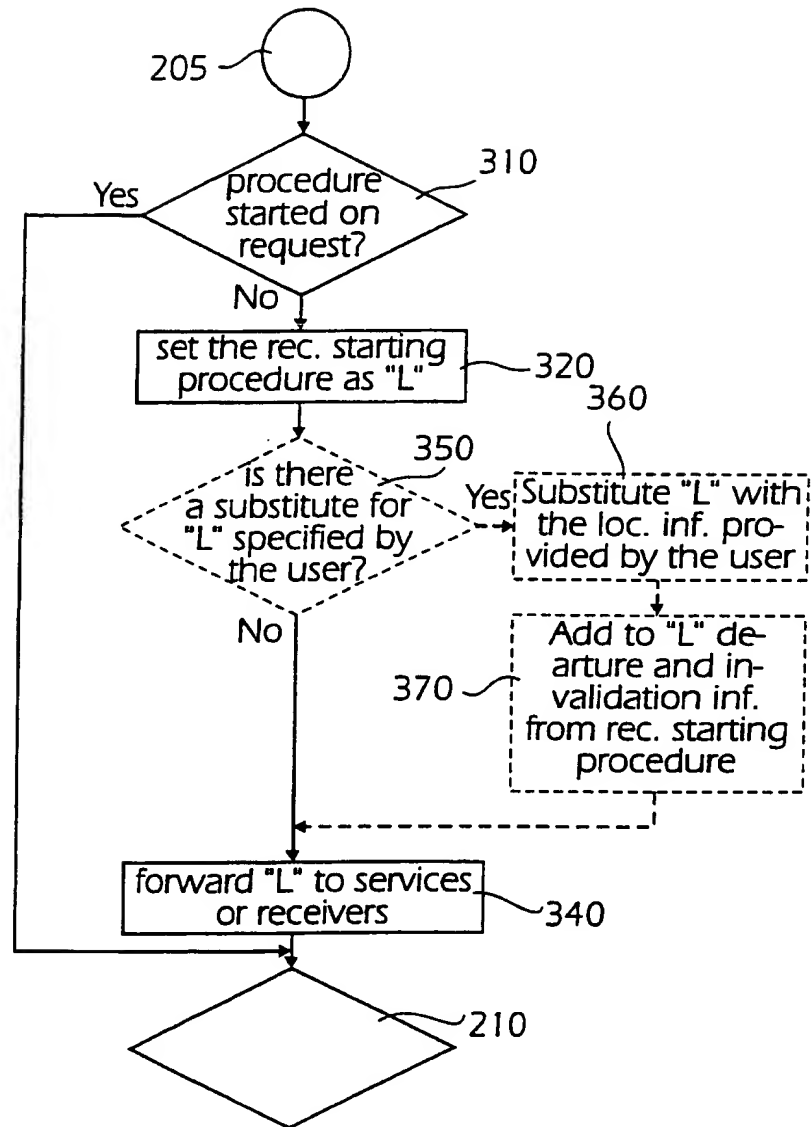 205
procedure
started on
request?
310
Yes
No
set the rec. starting
procedure as "L"
320
is there
a substitute for
"L" specified by
the user?
350
Yes
No
360
Substitute "L" with
the loc. inf. pro-
vided by the user
Add to "L" de-
arture and in-
validation inf.
from rec. starting
procedure
370
forward "L" to services
or receivers
340
210